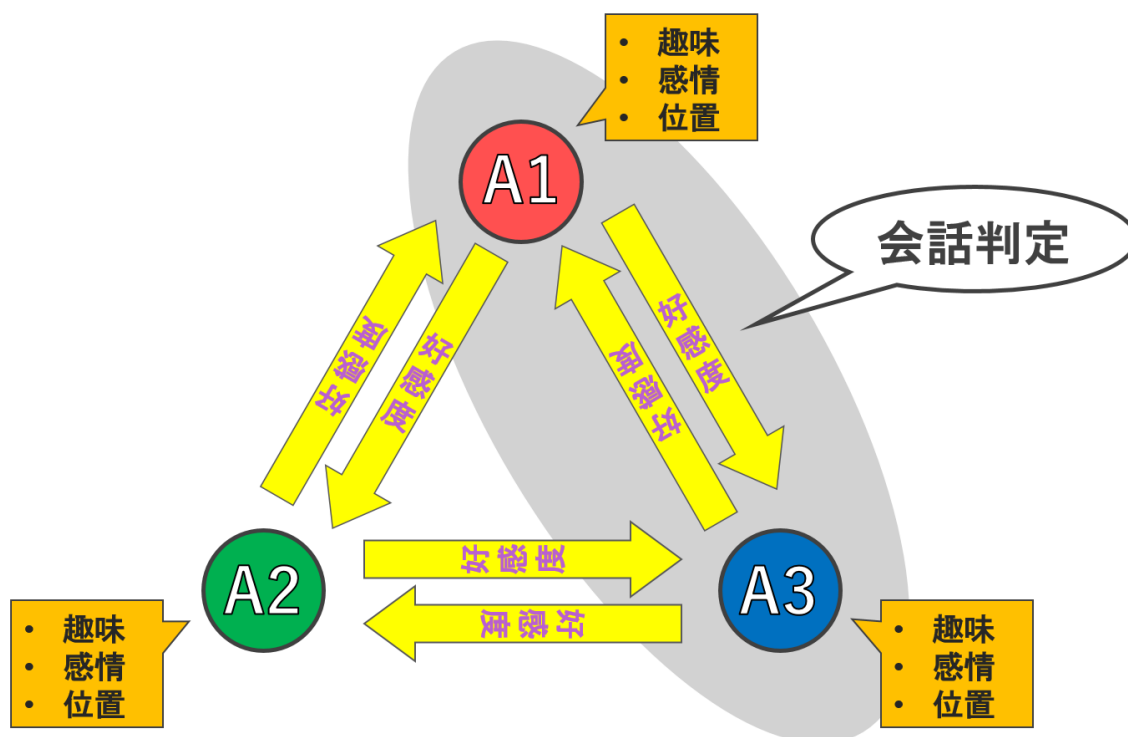 • 趣味
• 感情
• 位置
A1
会話判定
好感度
好感度
好感度
好感度
好感度
好感度
A2
A3
• 趣味
• 感情
• 位置
• 趣味
• 感情
• 位置